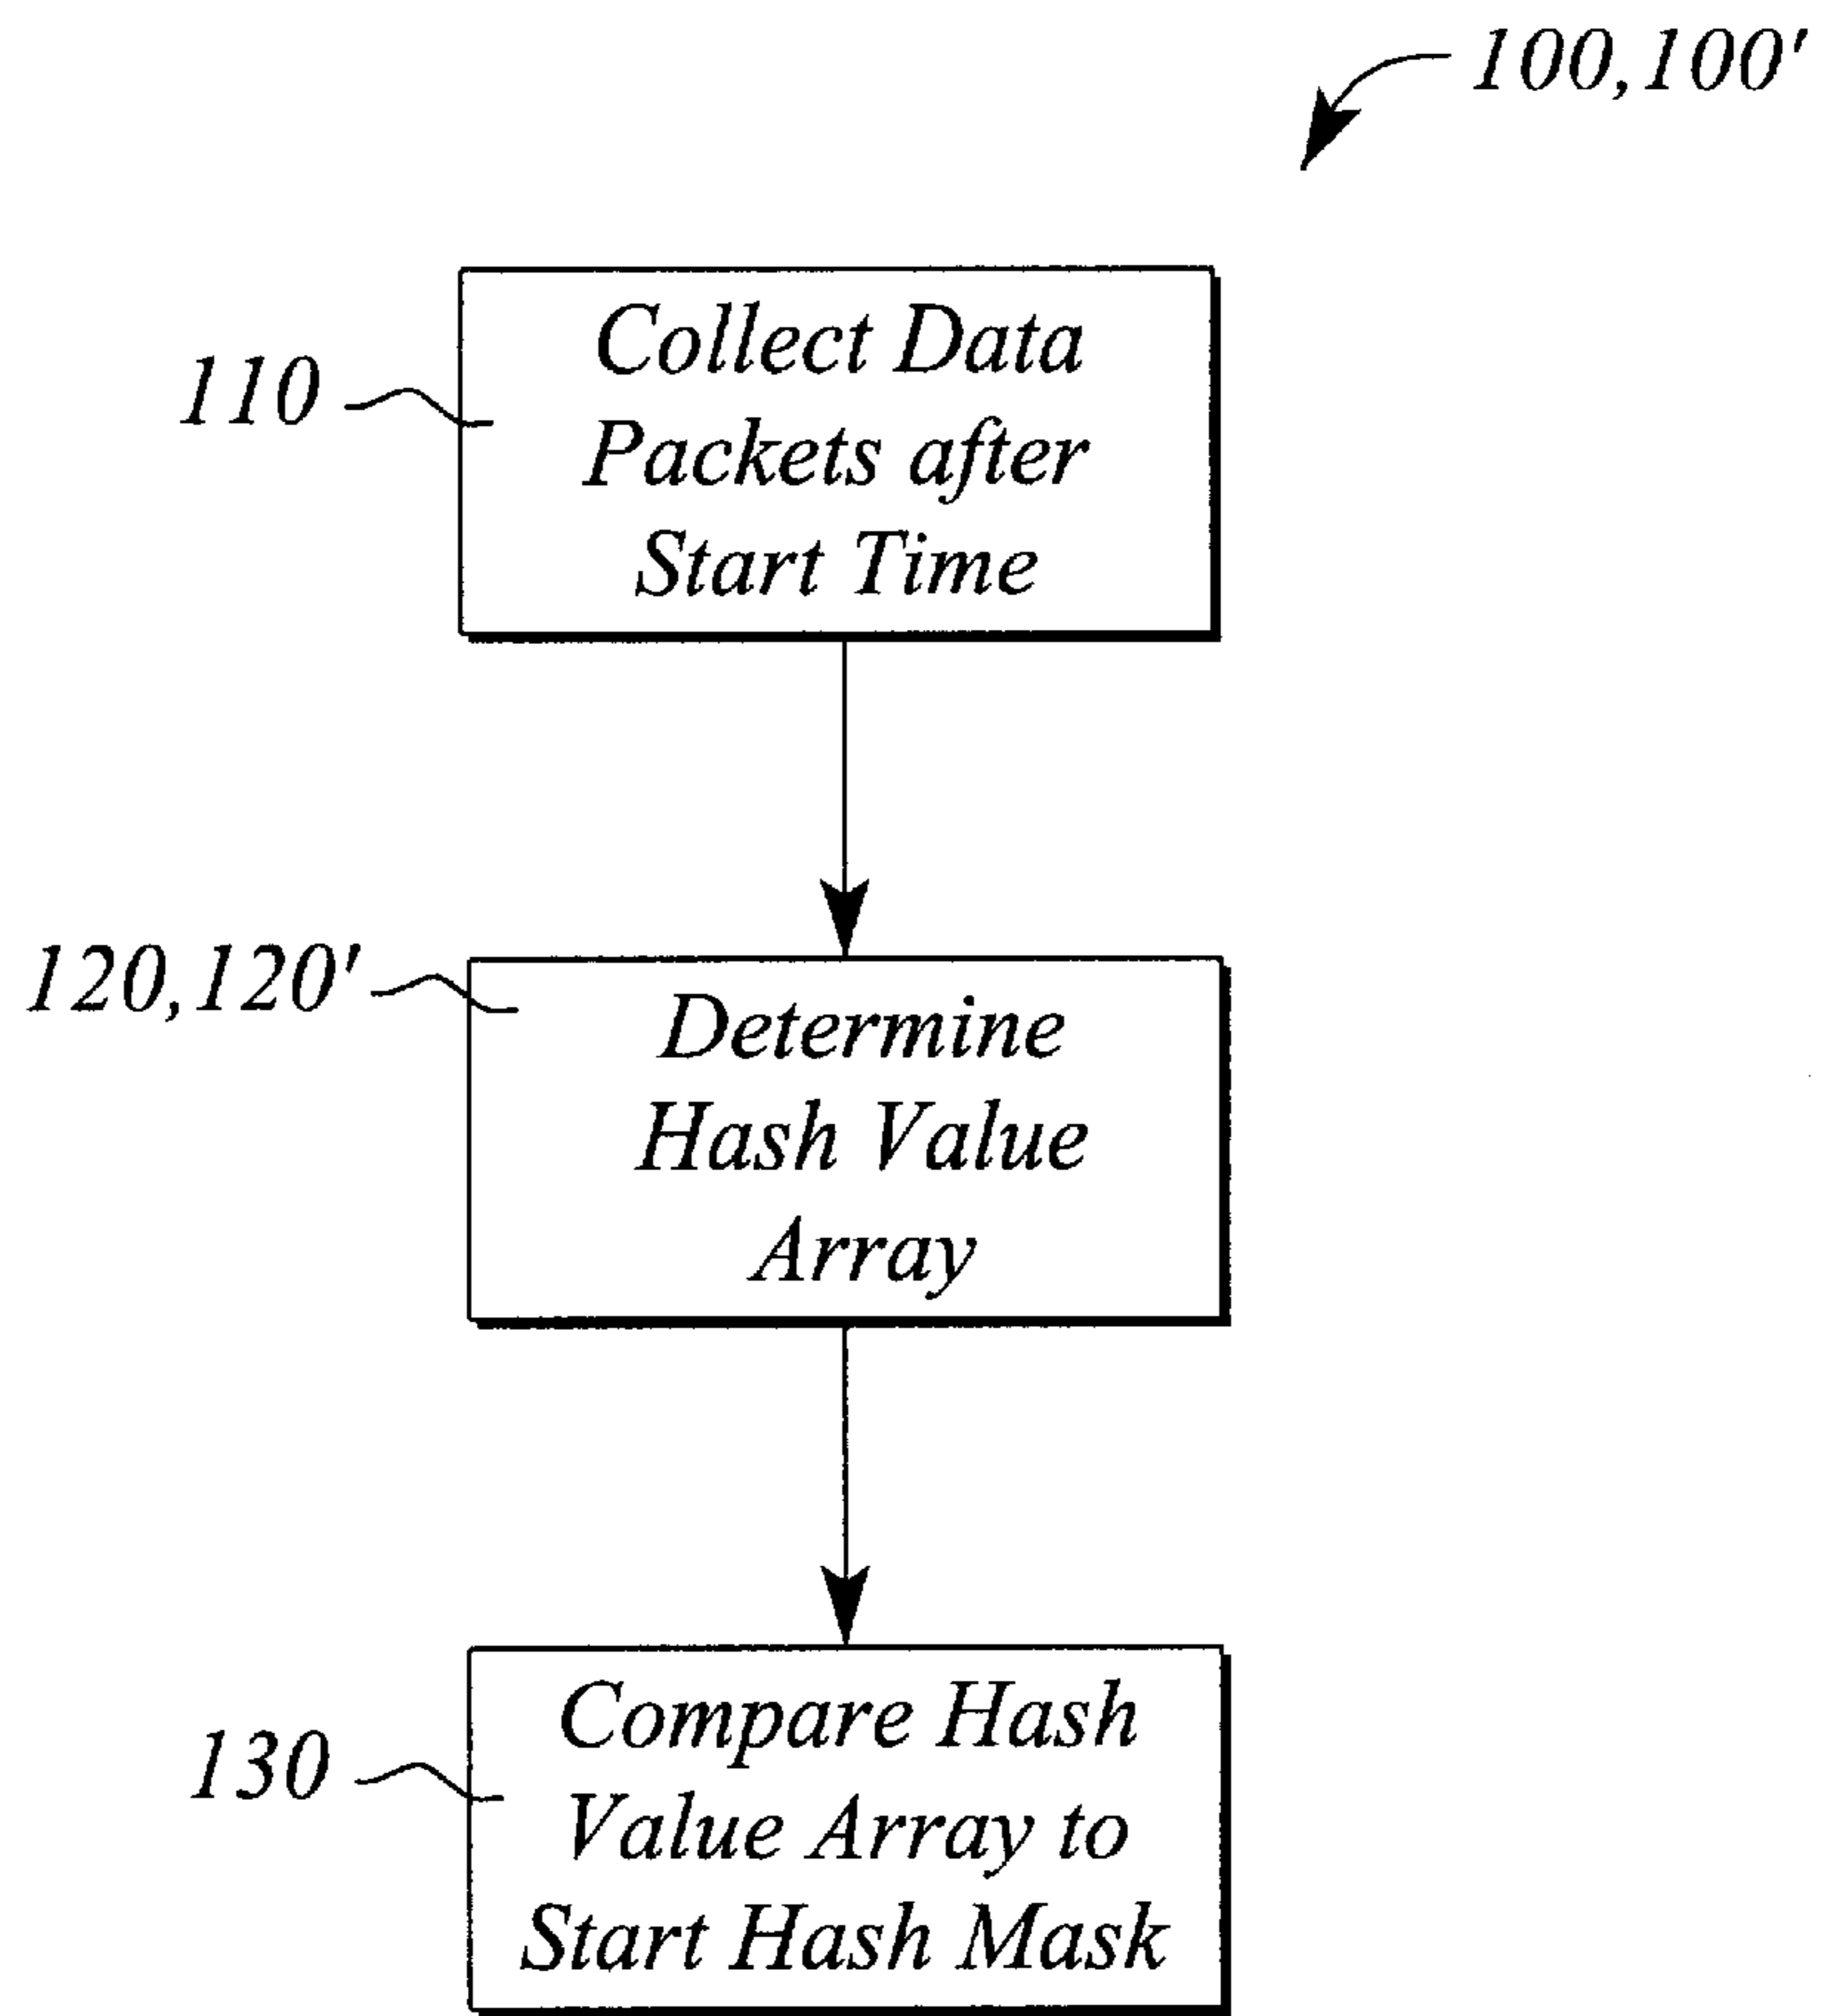 100,100'
110
Collect Data
Packets after
Start Time
120,120'
Determine
Hash Value
Array
130
Compare Hash
Value Array to
Start Hash Mask